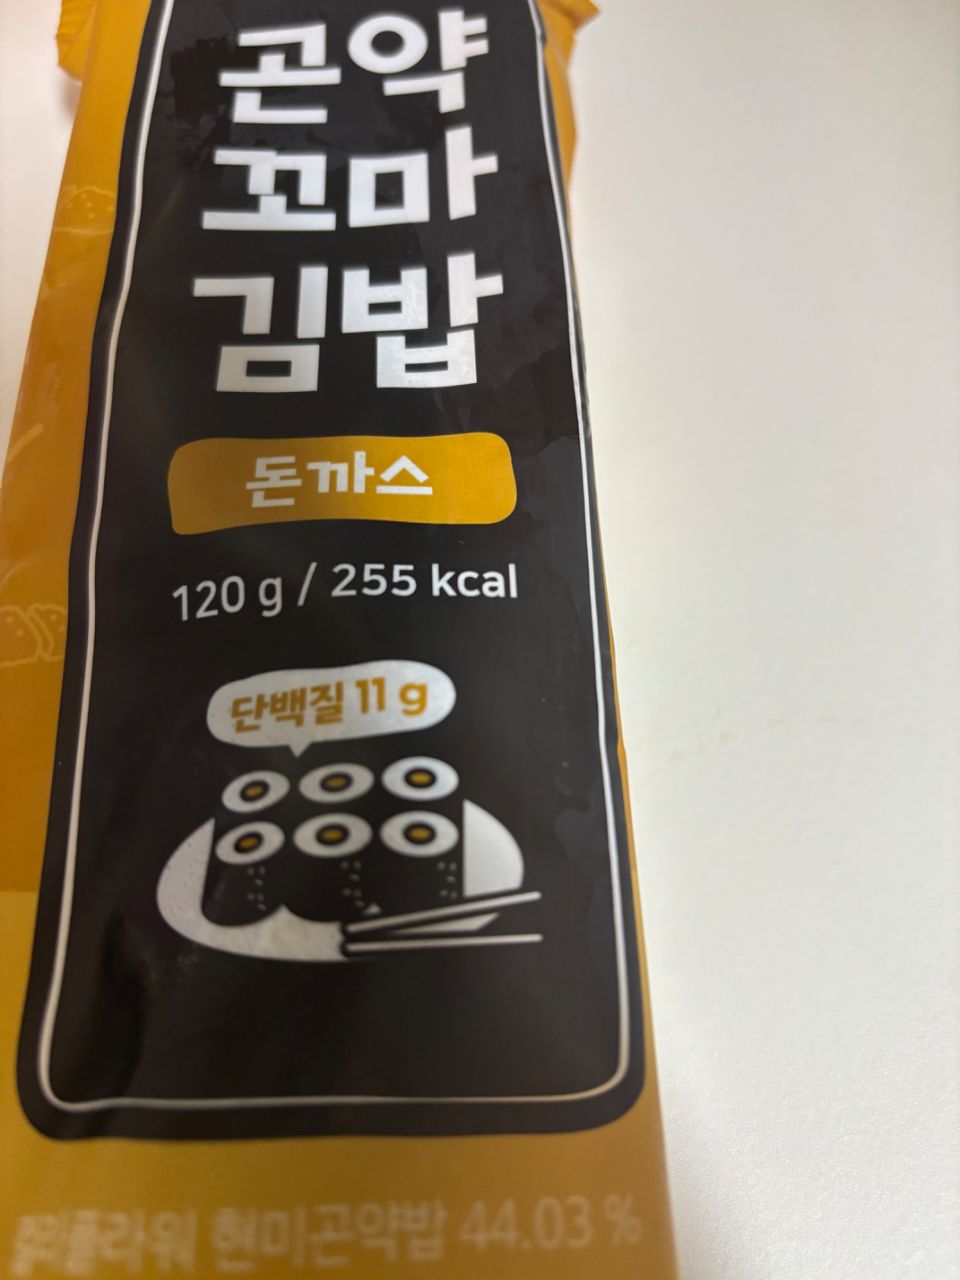 곤약
꼬마
김밥
돈까스
120 g / 255 kcal
단백질 11 g
현미곤약밥 44.03 %